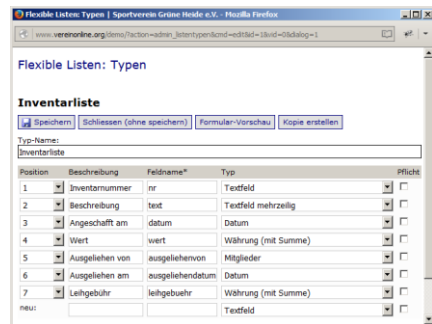 Flexible Listen: Typen | Sportverein Grüne Heide e.V. - Mozilla Firefox
www.vereinonline.org/demo/?action=admin_listentypen&cmd=edit&id=1&vid=0&dialog=1
Flexible Listen: Typen
Inventarliste
Speichern Schliessen (ohne speichern) Formular-Vorschau Kopie erstellen
Typ-Name:
Inventarliste
Position Beschreibung Feldname* Typ Pflicht
1 Inventarnummer nr Textfeld
2 Beschreibung text Textfeld mehrzeilig
3 Angeschafft am datum Datum
4 Wert wert Währung (mit Summe)
5 Ausgeliehen von ausgeliehenvon Mitglieder
6 Ausgeliehen am ausgeliehendatum Datum
7 Leihgebühr leihgebuehr Währung (mit Summe)
neu: Textfeld